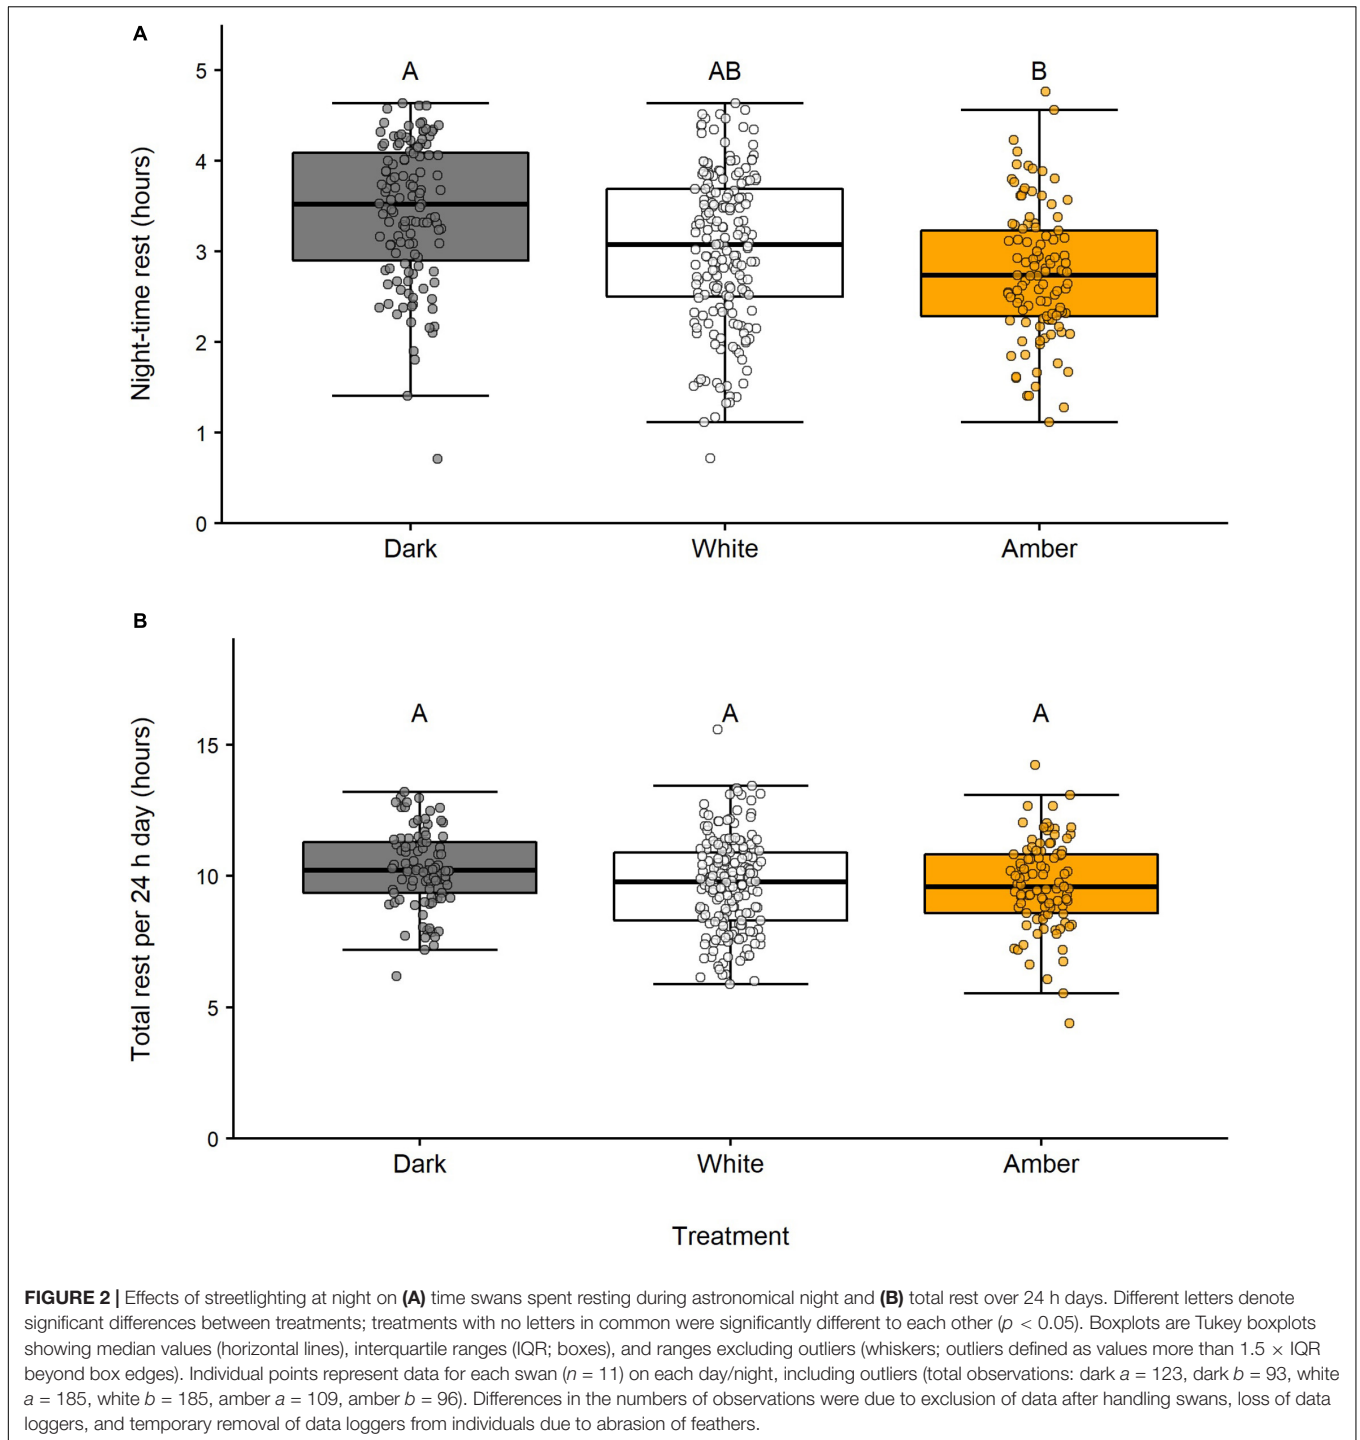 A
A AB B
5
4
3
2
1
0
Night-time rest (hours)
Dark White Amber
B
A A A
15
10
5
0
Total rest per 24 h day (hours)
Dark White Amber
Treatment
FIGURE 2 | Effects of streetlighting at night on (A) time swans spent resting during astronomical night and (B) total rest over 24 h days. Different letters denote
significant differences between treatments; treatments with no letters in common were significantly different to each other (p < 0.05). Boxplots are Tukey boxplots
showing median values (horizontal lines), interquartile ranges (IQR; boxes), and ranges excluding outliers (whiskers; outliers defined as values more than 1.5 × IQR
beyond box edges). Individual points represent data for each swan (n = 11) on each day/night, including outliers (total observations: dark a = 123, dark b = 93, white
a = 185, white b = 185, amber a = 109, amber b = 96). Differences in the numbers of observations were due to exclusion of data after handling swans, loss of data
loggers, and temporary removal of data loggers from individuals due to abrasion of feathers.